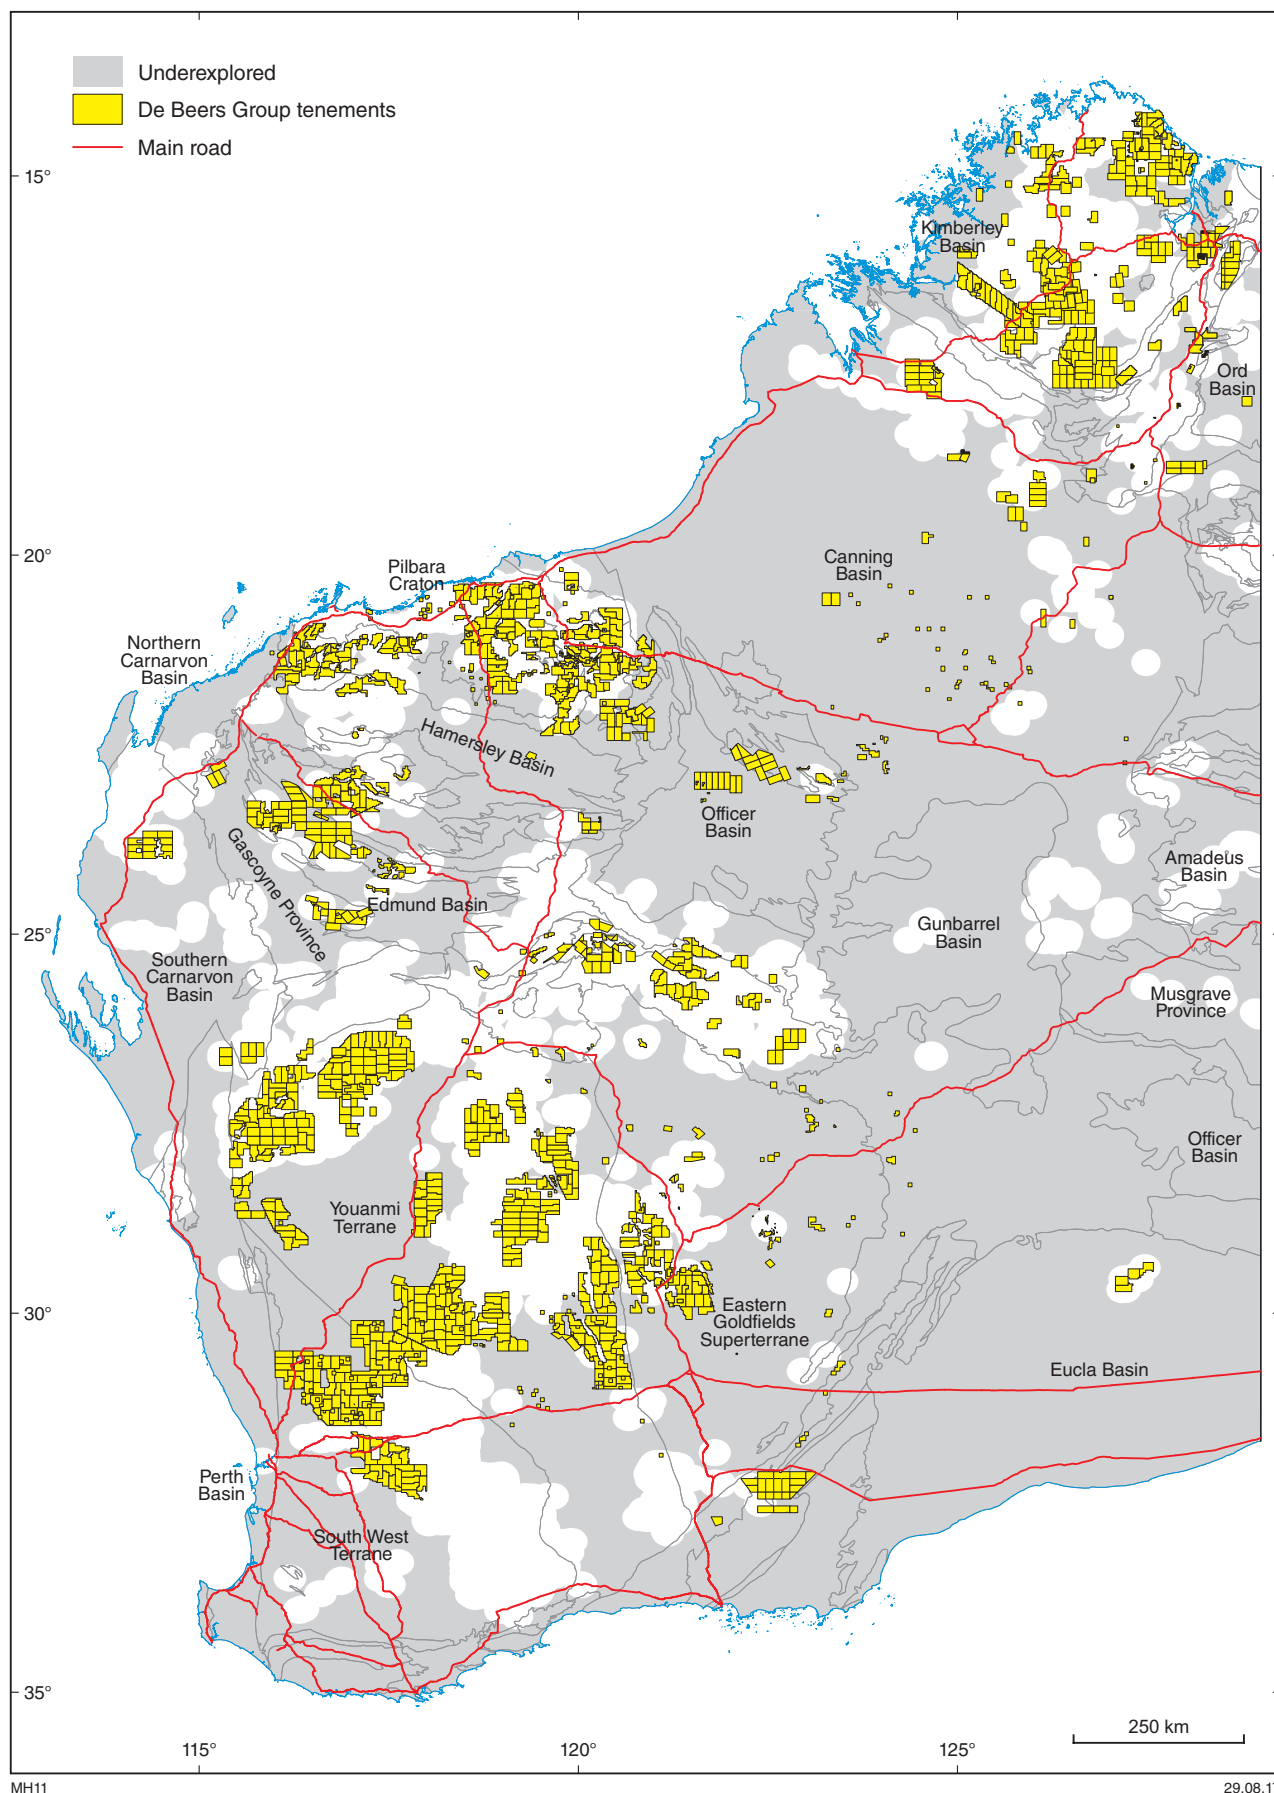 Underexplored
De Beers Group tenements
Main road
15°
Kimberley
Basin
Ord
Basin
20°
Pilbara
Craton
Canning
Basin
Northern
Carnarvon
Basin
Hamersley Basin
Officer
Basin
Gascoyne Province
Amadeus
Basin
Edmund Basin
Gunbarrel
Basin
25°
Southern
Carnarvon
Basin
Musgrave
Province
Officer
Basin
Youanmi
Terrane
30°
Eastern
Goldfields
Superterrane
Eucla Basin
Perth
Basin
South West
Terrane
35°
250 km
115°
120°
125°
MH11